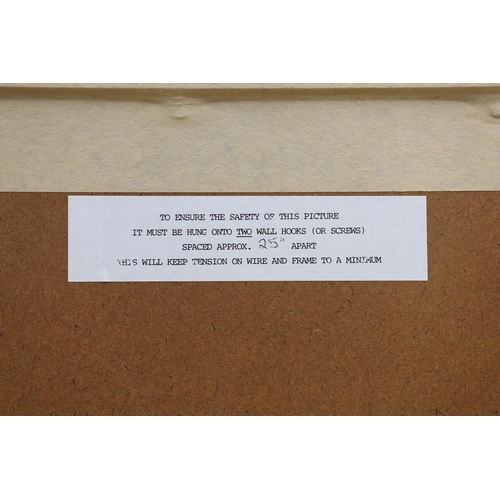 TO ENSURE THE SAFETY OF THIS PICTURE
IT MUST BE HUNG ONTO TWO WALL HOOKS (OR SCREWS)
SPACED APPROX. 25" APART
THIS WILL KEEP TENSION ON WIRE AND FRAME TO A MINIMUM